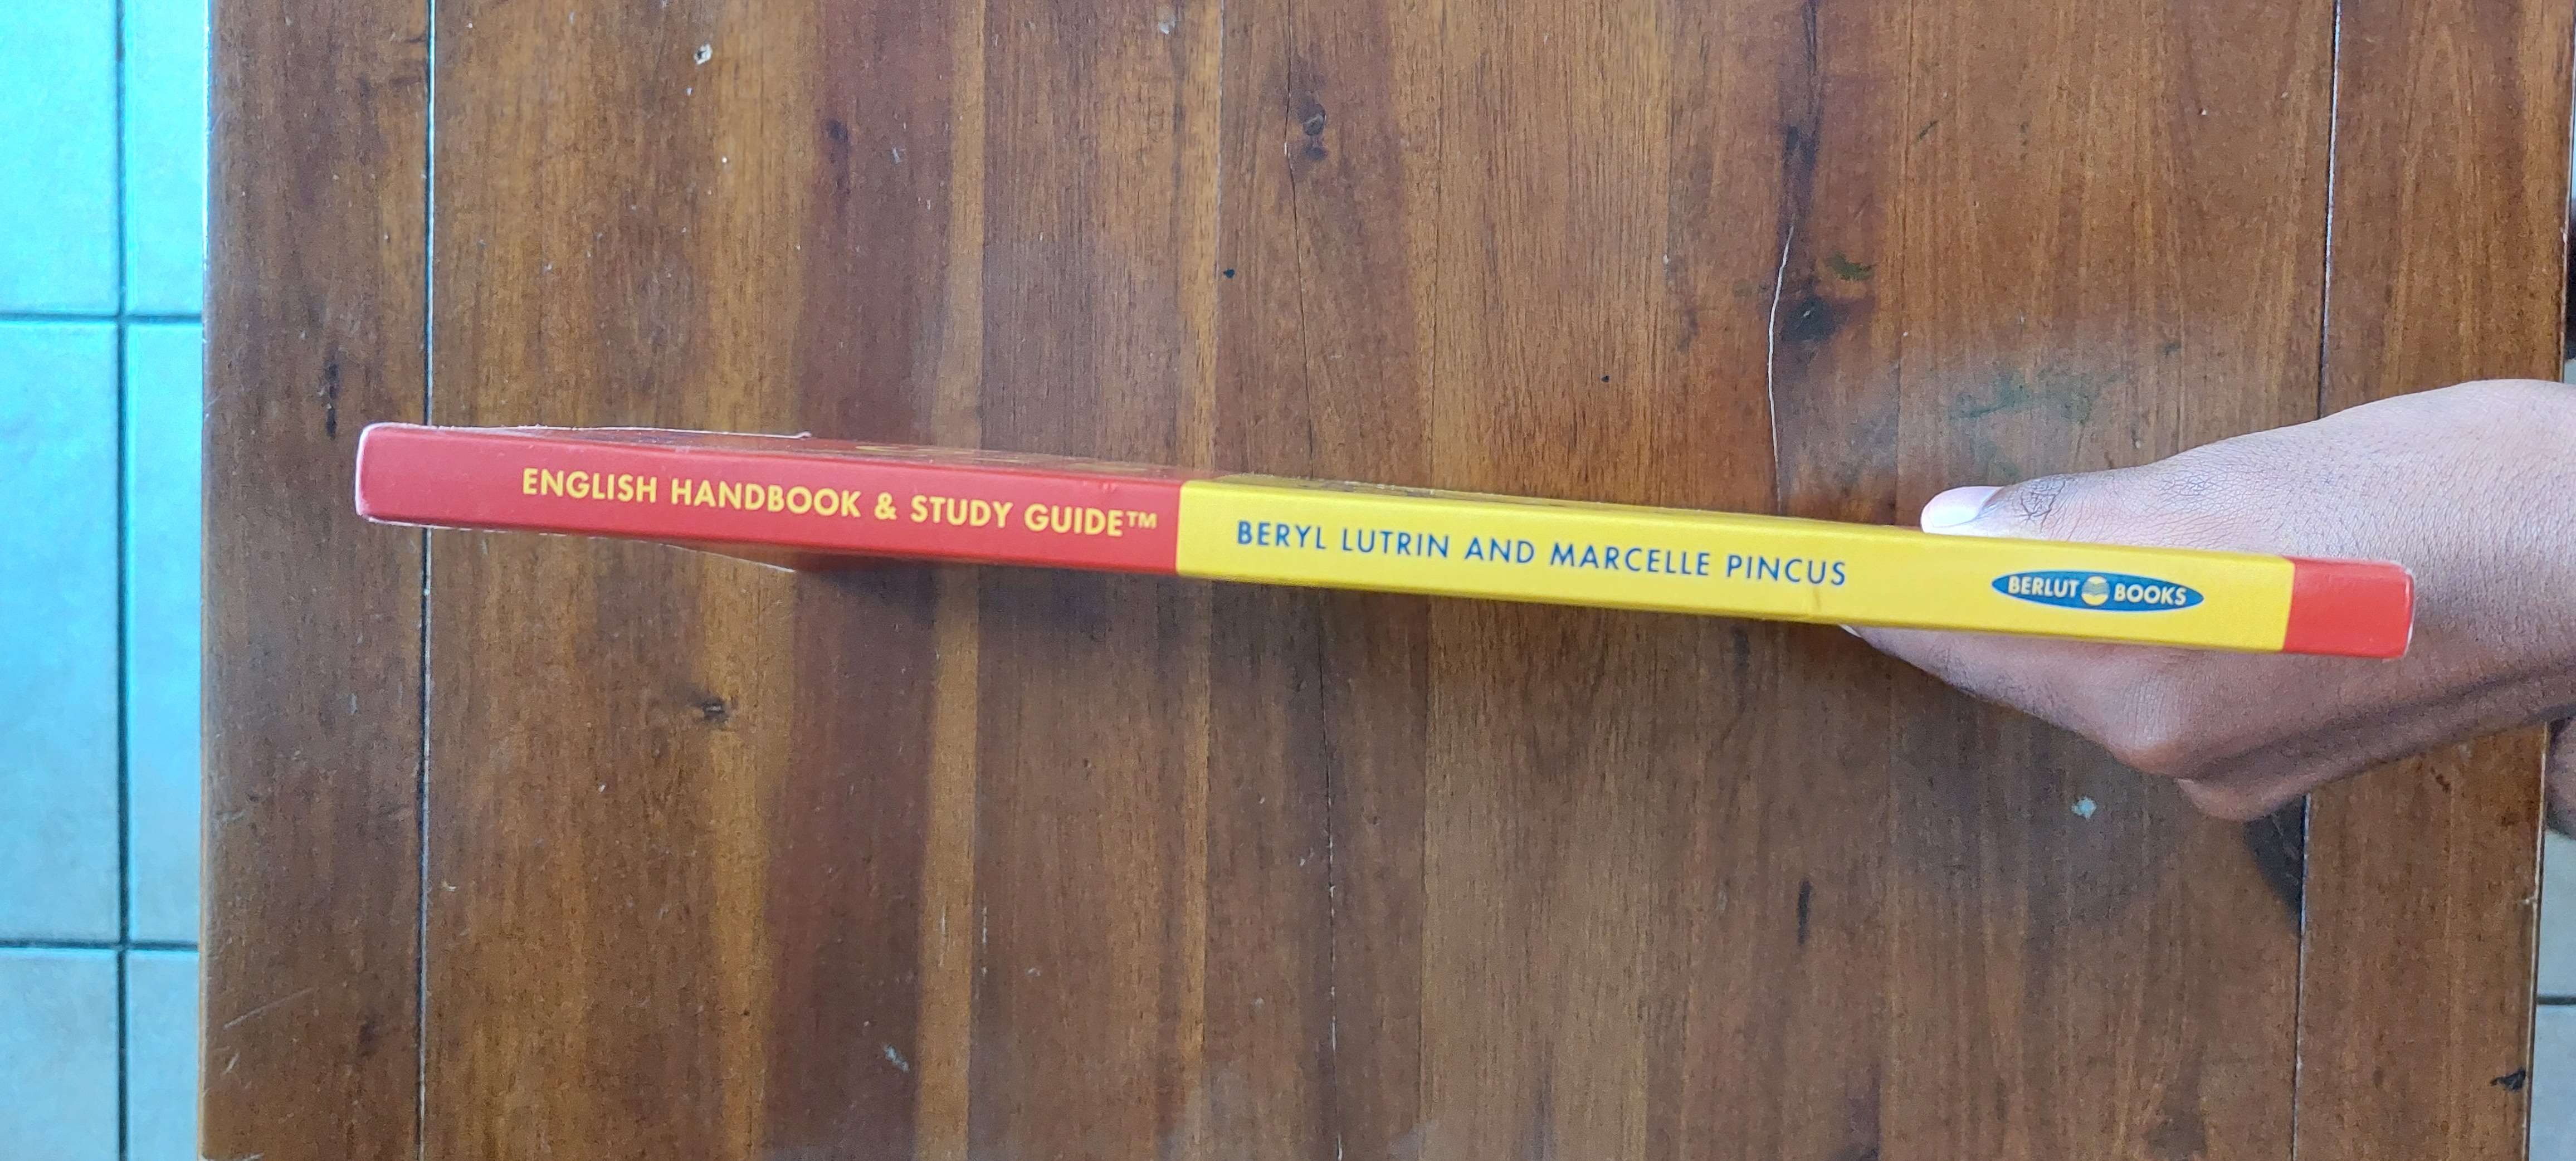 ENGLISH HANDBOOK & STUDY GUIDE™
BERYL LUTRIN AND MARCELLE PINCUS
BERLUT BOOKS